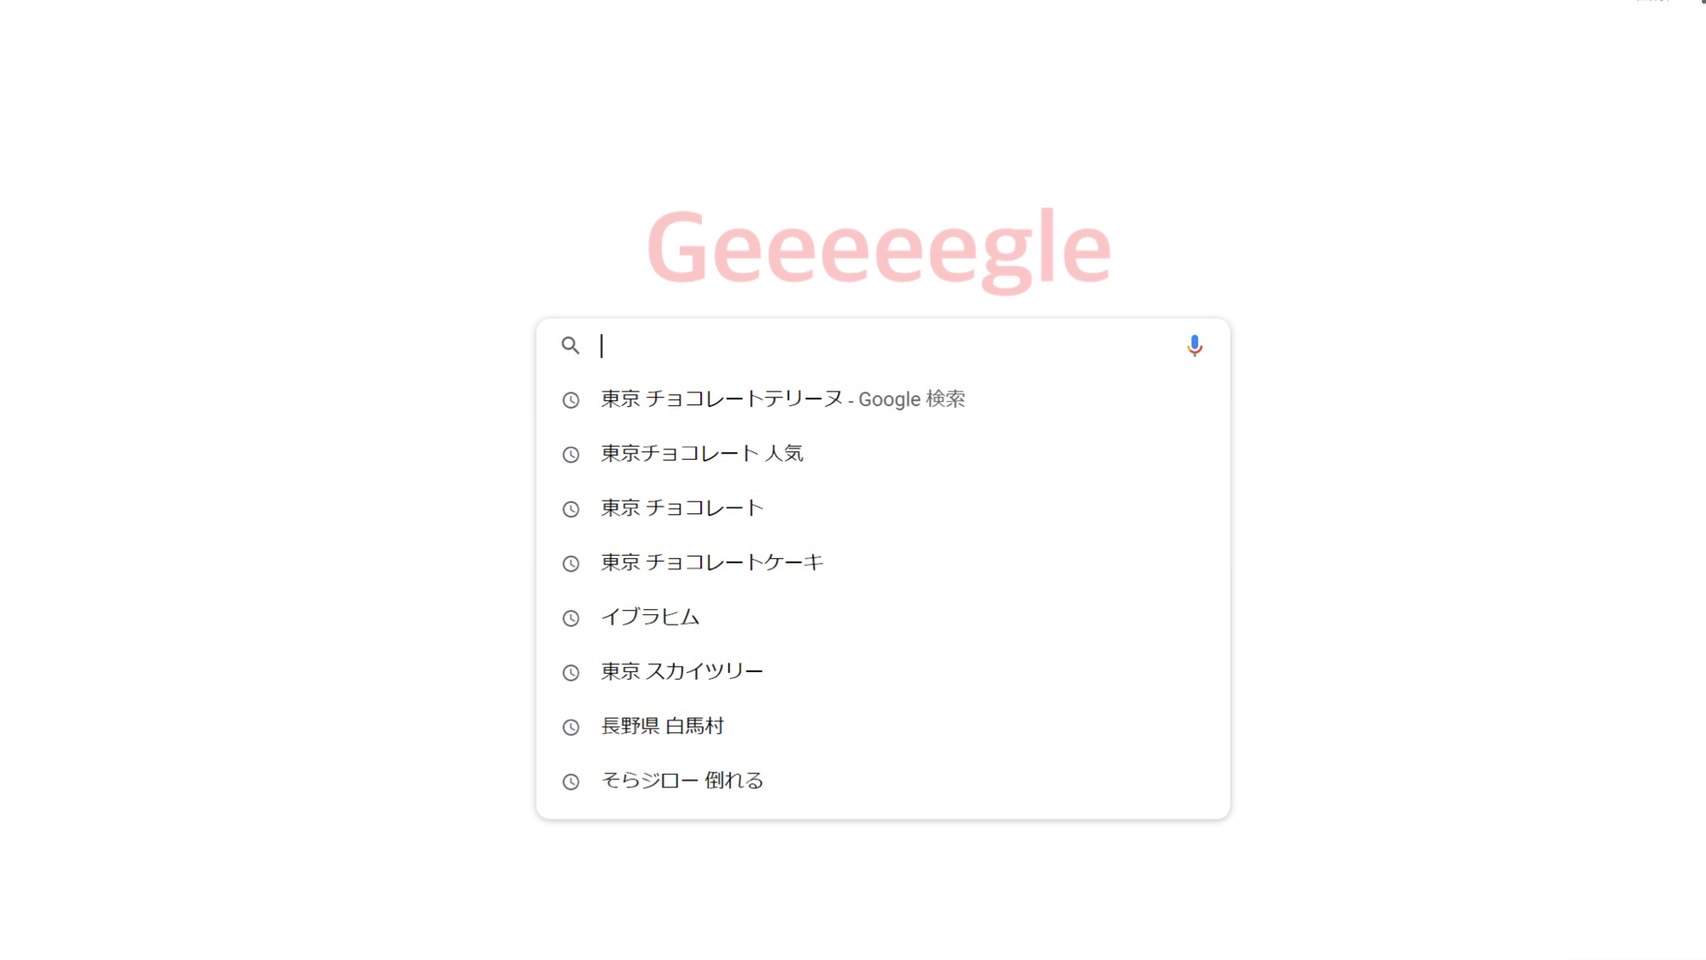 Geeeeegle
東京 チョコレートテリーヌ - Google 検索
東京チョコレート 人気
東京 チョコレート
東京 チョコレートケーキ
イブラヒム
東京 スカイツリー
長野県 白馬村
そらジロー 倒れる